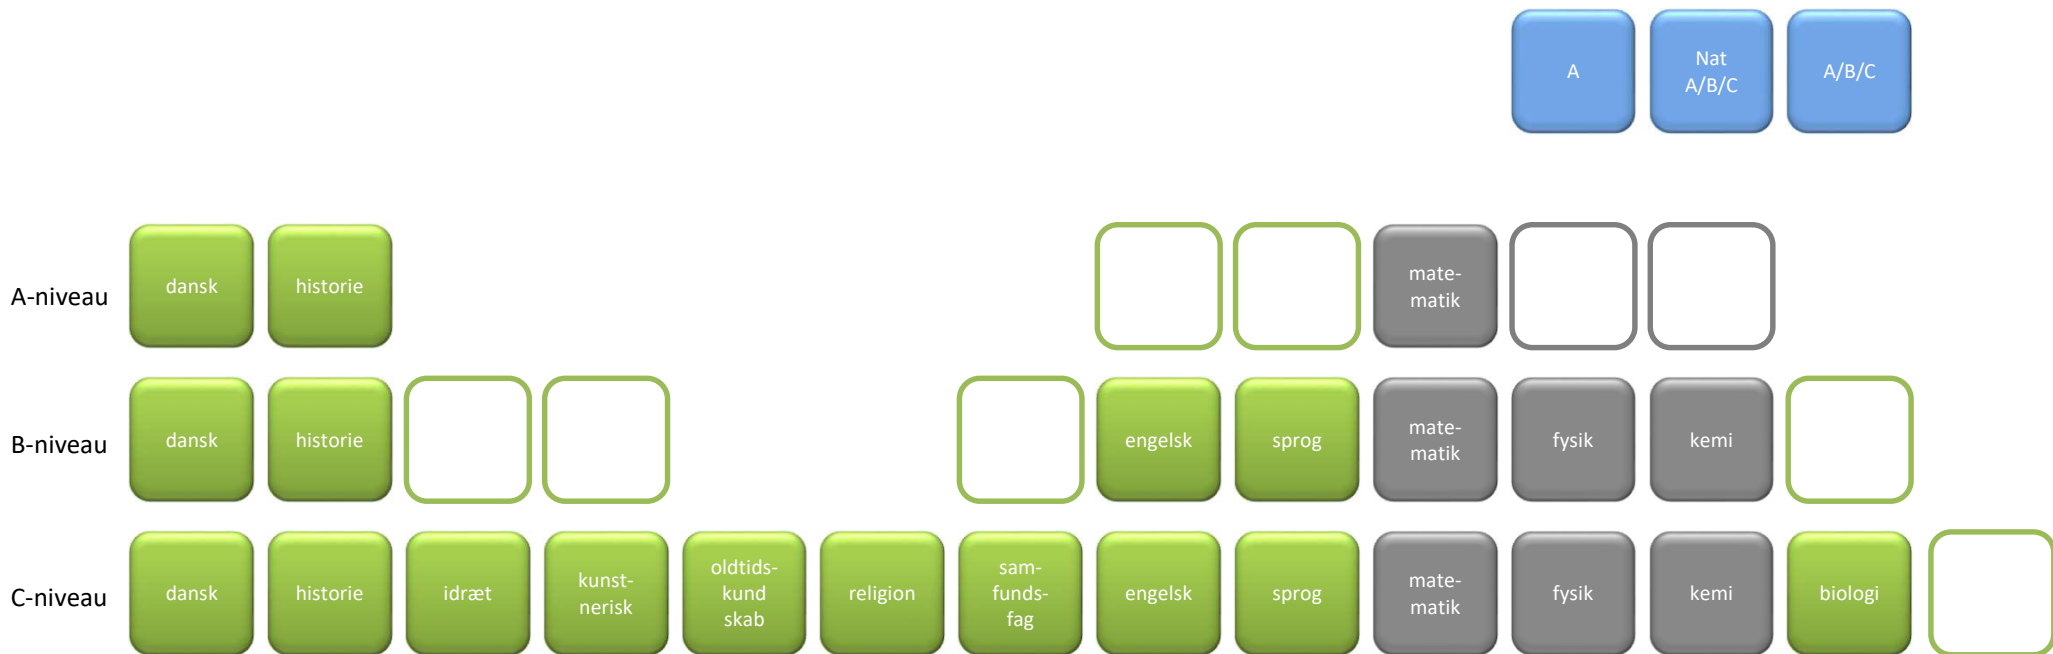 A
Nat
A/B/C
A/B/C
A-niveau
dansk
historie
mate-
matik
B-niveau
dansk
historie
engelsk
sprog
mate-
matik
fysik
kemi
C-niveau
dansk
historie
idræt
kunst-
nerisk
oldtids-
kund
skab
religion
sam-
funds-
fag
engelsk
sprog
mate-
matik
fysik
kemi
biologi